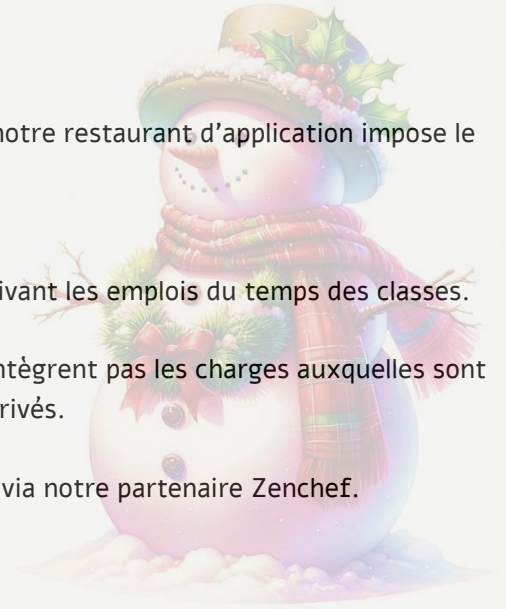 notre restaurant d’application impose le
ivant les emplois du temps des classes.
ntègrent pas les charges auxquelles sont
rivés.
via notre partenaire Zenchef.